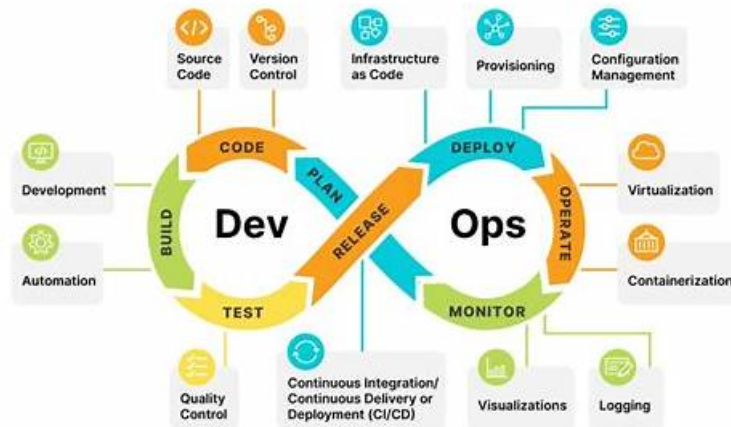 Source
Code
Version
Control
Infrastructure
as Code
Provisioning
Configuration
Management
CODE
PLAN
DEPLOY
Development
BUILD
Dev
RELEASE
Ops
OPERATE
Virtualization
Automation
Containerization
TEST
MONITOR
Quality
Control
Continuous Integration/
Continuous Delivery or
Deployment (CI/CD)
Visualizations
Logging